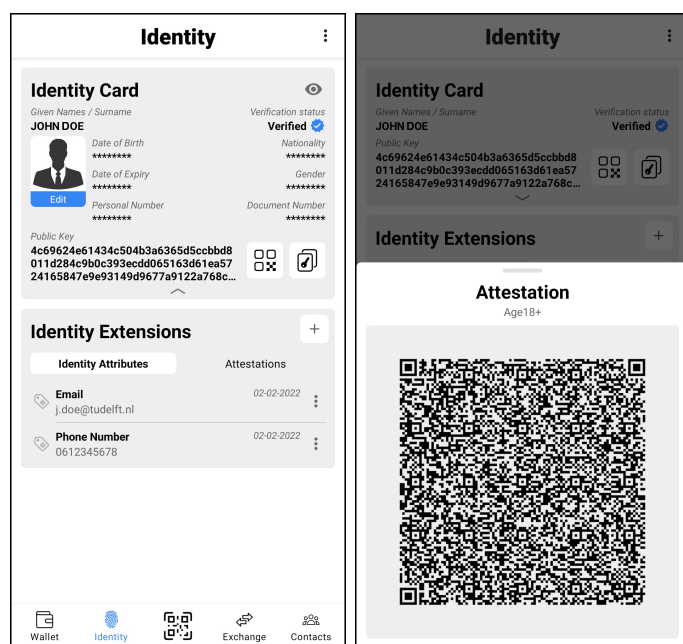 Identity
Identity Card
Given Names / Surname
Verification status
JOHN DOE
Verified
Date of Birth
Nationality
********
********
Date of Expiry
Gender
********
********
Edit
Personal Number
Document Number
********
********
Public Key
4c69624e61434c504b3a6365d5ccbbd8
011d284c9b0c393ecdd065163d61ea57
24165847e9e93149d9677a9122a768c...
Identity Extensions
+
Identity Attributes
Attestations
Email
02-02-2022
j.doe@tudelft.nl
Phone Number
02-02-2022
0612345678
Wallet
Identity
Exchange
Contacts
Identity
Identity Card
Given Names / Surname
Verification status
JOHN DOE
Verified
Public Key
4c69624e61434c504b3a6365d5ccbbd8
011d284c9b0c393ecdd065163d61ea57
24165847e9e93149d9677a9122a768c...
Identity Extensions
+
Attestation
Age18+